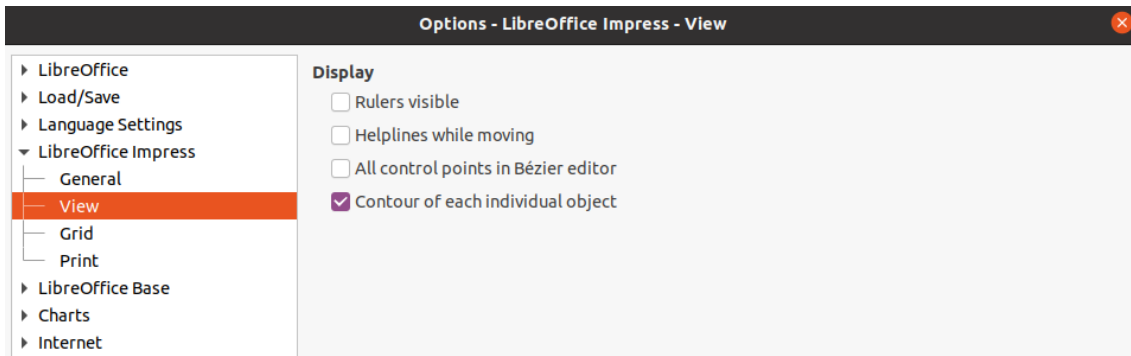 Options - LibreOffice Impress - View
LibreOffice
Load/Save
Language Settings
LibreOffice Impress
General
View
Grid
Print
LibreOffice Base
Charts
Internet
Display
Rulers visible
Helplines while moving
All control points in Bézier editor
Contour of each individual object